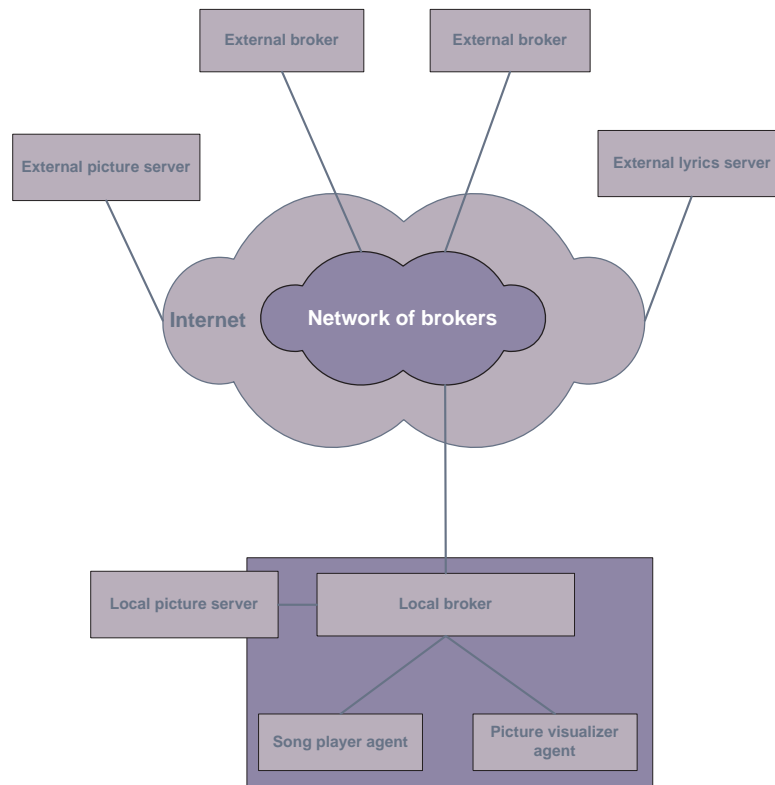 External broker
External broker
External picture server
External lyrics server
Internet
Network of brokers
Local picture server
Local broker
Song player agent
Picture visualizer
agent